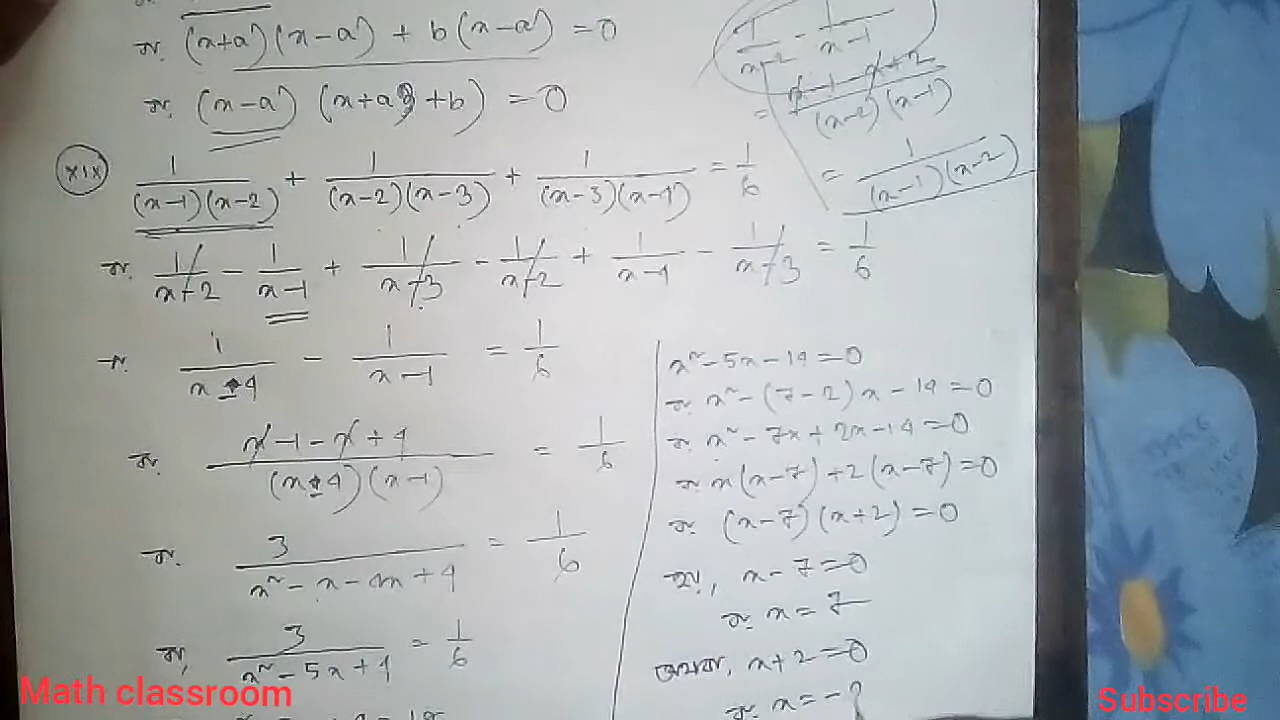 বা, (x+a) (x-a) + b (x-a) = 0
বা, (x-a) (x+a+b) = 0
(xix) 1/(x-1)(x-2) + 1/(x-2)(x-3) + 1/(x-3)(x-4) = 1/6
বা, 1/x-2 - 1/x-1 + 1/x-3 - 1/x-2 + 1/x-4 - 1/x-3 = 1/6
বা, 1/x-4 - 1/x-1 = 1/6
বা, x-1-x+4/(x-4)(x-1) = 1/6
বা, 3/x²-x-4x+4 = 1/6
বা, 3/x²-5x+4 = 1/6
1/x-2 - 1/x-1
= x-1-x+2/(x-2)(x-1)
= 1/(x-1)(x-2)
x²-5x-14=0
বা, x²-(7-2)x-14=0
বা, x²-7x+2x-14=0
বা, x(x-7)+2(x-7)=0
বা, (x-7)(x+2)=0
হয়, x-7=0
বা, x=7
অথবা, x+2=0
বা, x=-2
Math classroom
Subscribe